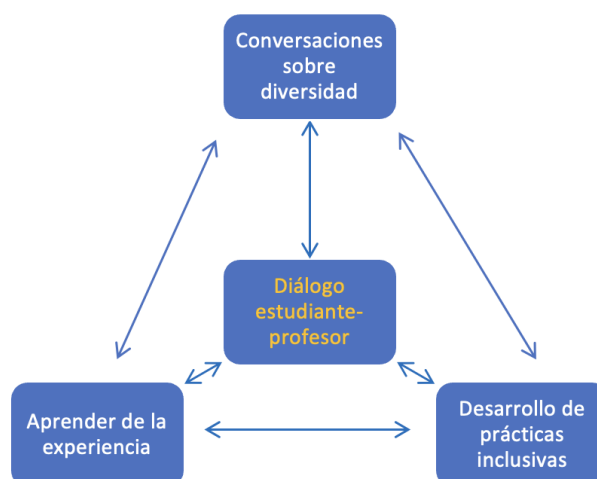 Conversaciones
sobre
diversidad
Diálogo
estudiante-
profesor
Aprender de la
experiencia
Desarrollo de
prácticas
inclusivas